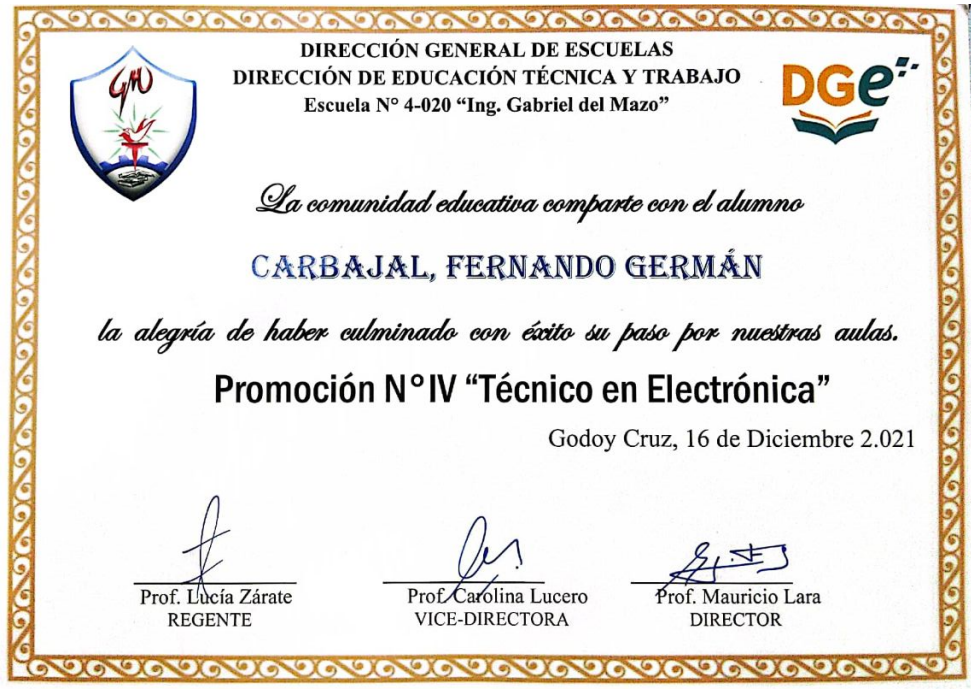 DIRECCIÓN GENERAL DE ESCUELAS
DIRECCIÓN DE EDUCACIÓN TÉCNICA Y TRABAJO
Escuela N° 4-020 “Ing. Gabriel del Mazo”
GM
DGe
La comunidad educativa comparte con el alumno
CARBAJAL, FERNANDO GERMÁN
la alegría de haber culminado con éxito su paso por nuestras aulas.
Promoción N°IV “Técnico en Electrónica”
Godoy Cruz, 16 de Diciembre 2.021
Prof. Lucía Zárate
REGENTE
Prof. Carolina Lucero
VICE-DIRECTORA
Prof. Mauricio Lara
DIRECTOR